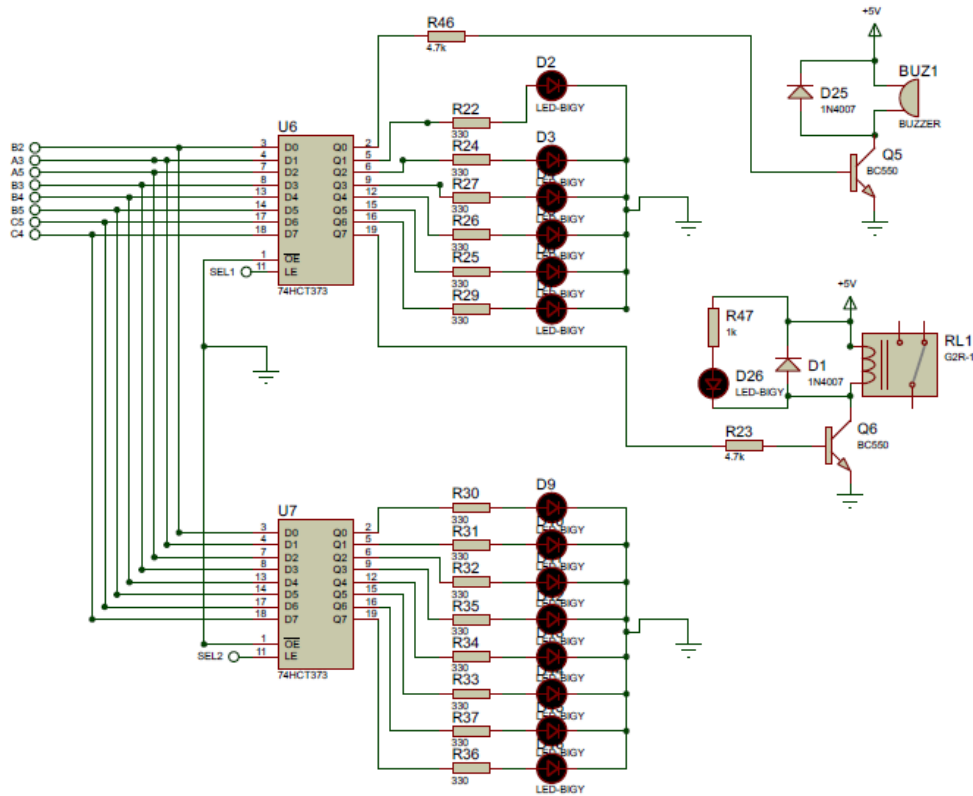 R46
4.7k
+5V
D25
1N4007
BUZ1
BUZZER
Q5
BC550
D2
LED-BIGY
R22
330
R24
330
D3
R27
330
R26
330
R25
330
R29
330
LED-BIGY
U6
B2
A3
A5
B3
B4
B5
C5
C4
3 D0 Q0 2
4 D1 Q1 5
7 D2 Q2 6
8 D3 Q3 9
13 D4 Q4 12
14 D5 Q5 15
17 D6 Q6 16
18 D7 Q7 19
1 OE
SEL1 11 LE
74HCT373
+5V
R47
1k
D26
LED-BIGY
D1
1N4007
RL1
G2R-1
R23
4.7k
Q6
BC550
U7
3 D0 Q0 2
4 D1 Q1 5
7 D2 Q2 6
8 D3 Q3 9
13 D4 Q4 12
14 D5 Q5 15
17 D6 Q6 16
18 D7 Q7 19
1 OE
SEL2 11 LE
74HCT373
R30
330
D9
R31
330
R32
330
R35
330
R34
330
R33
330
R37
330
R36
330
LED-BIGY